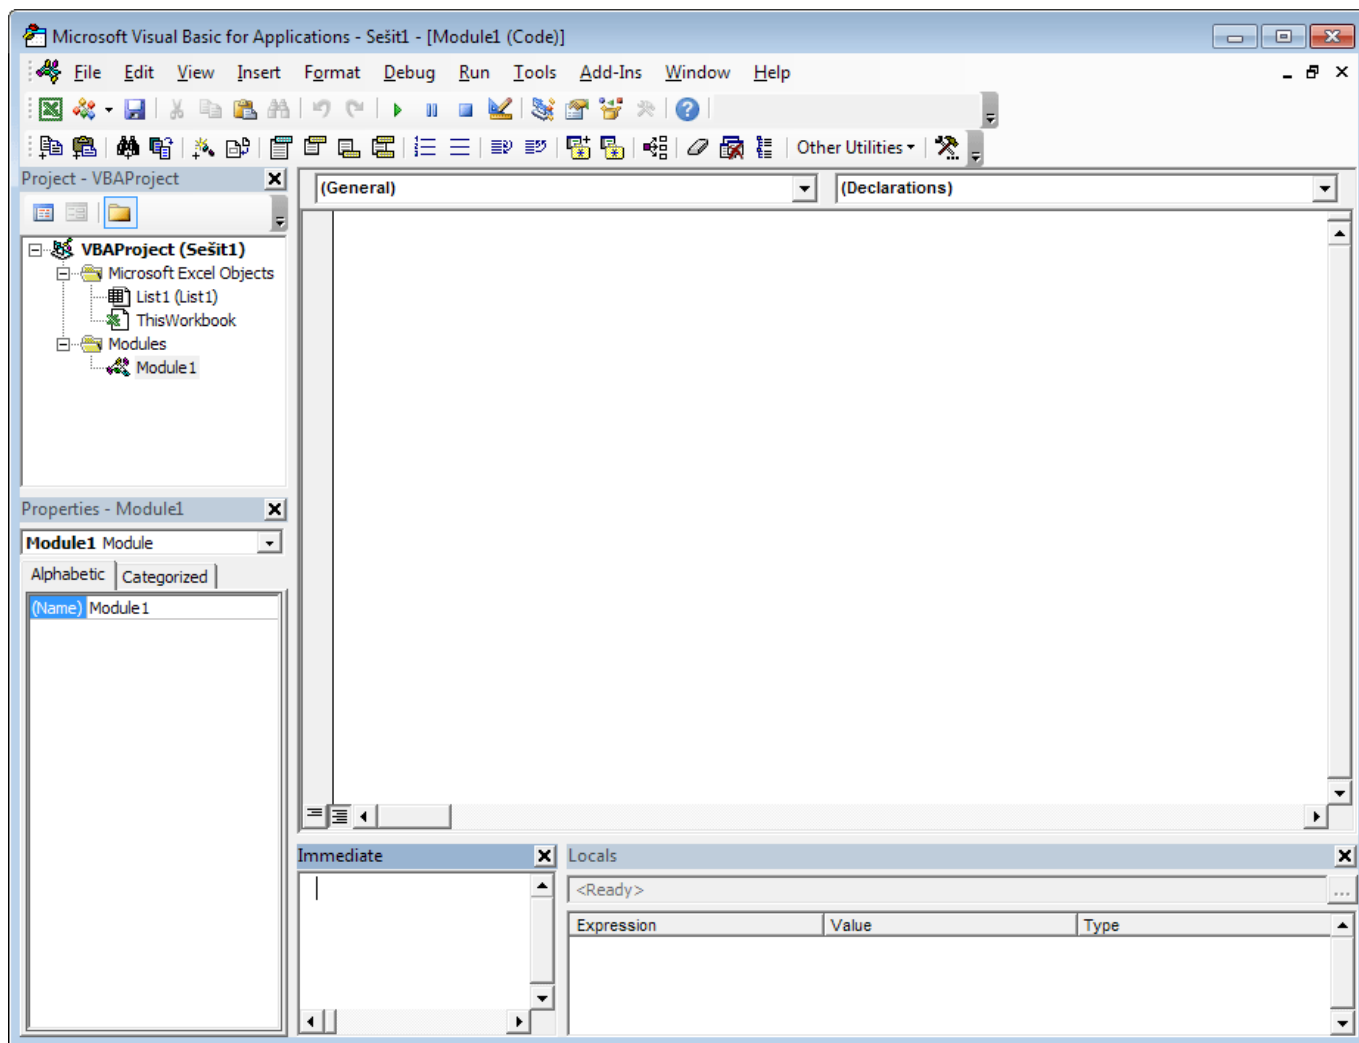 Microsoft Visual Basic for Applications - Sešit1 - [Module1 (Code)]
File Edit View Insert Format Debug Run Tools Add-Ins Window Help
Other Utilities
Project - VBAProject
(General) (Declarations)
VBAProject (Sešit1)
Microsoft Excel Objects
List1 (List1)
ThisWorkbook
Modules
Module1
Properties - Module1
Module1 Module
Alphabetic Categorized
(Name) Module1
Immediate
Locals
<Ready>
Expression Value Type